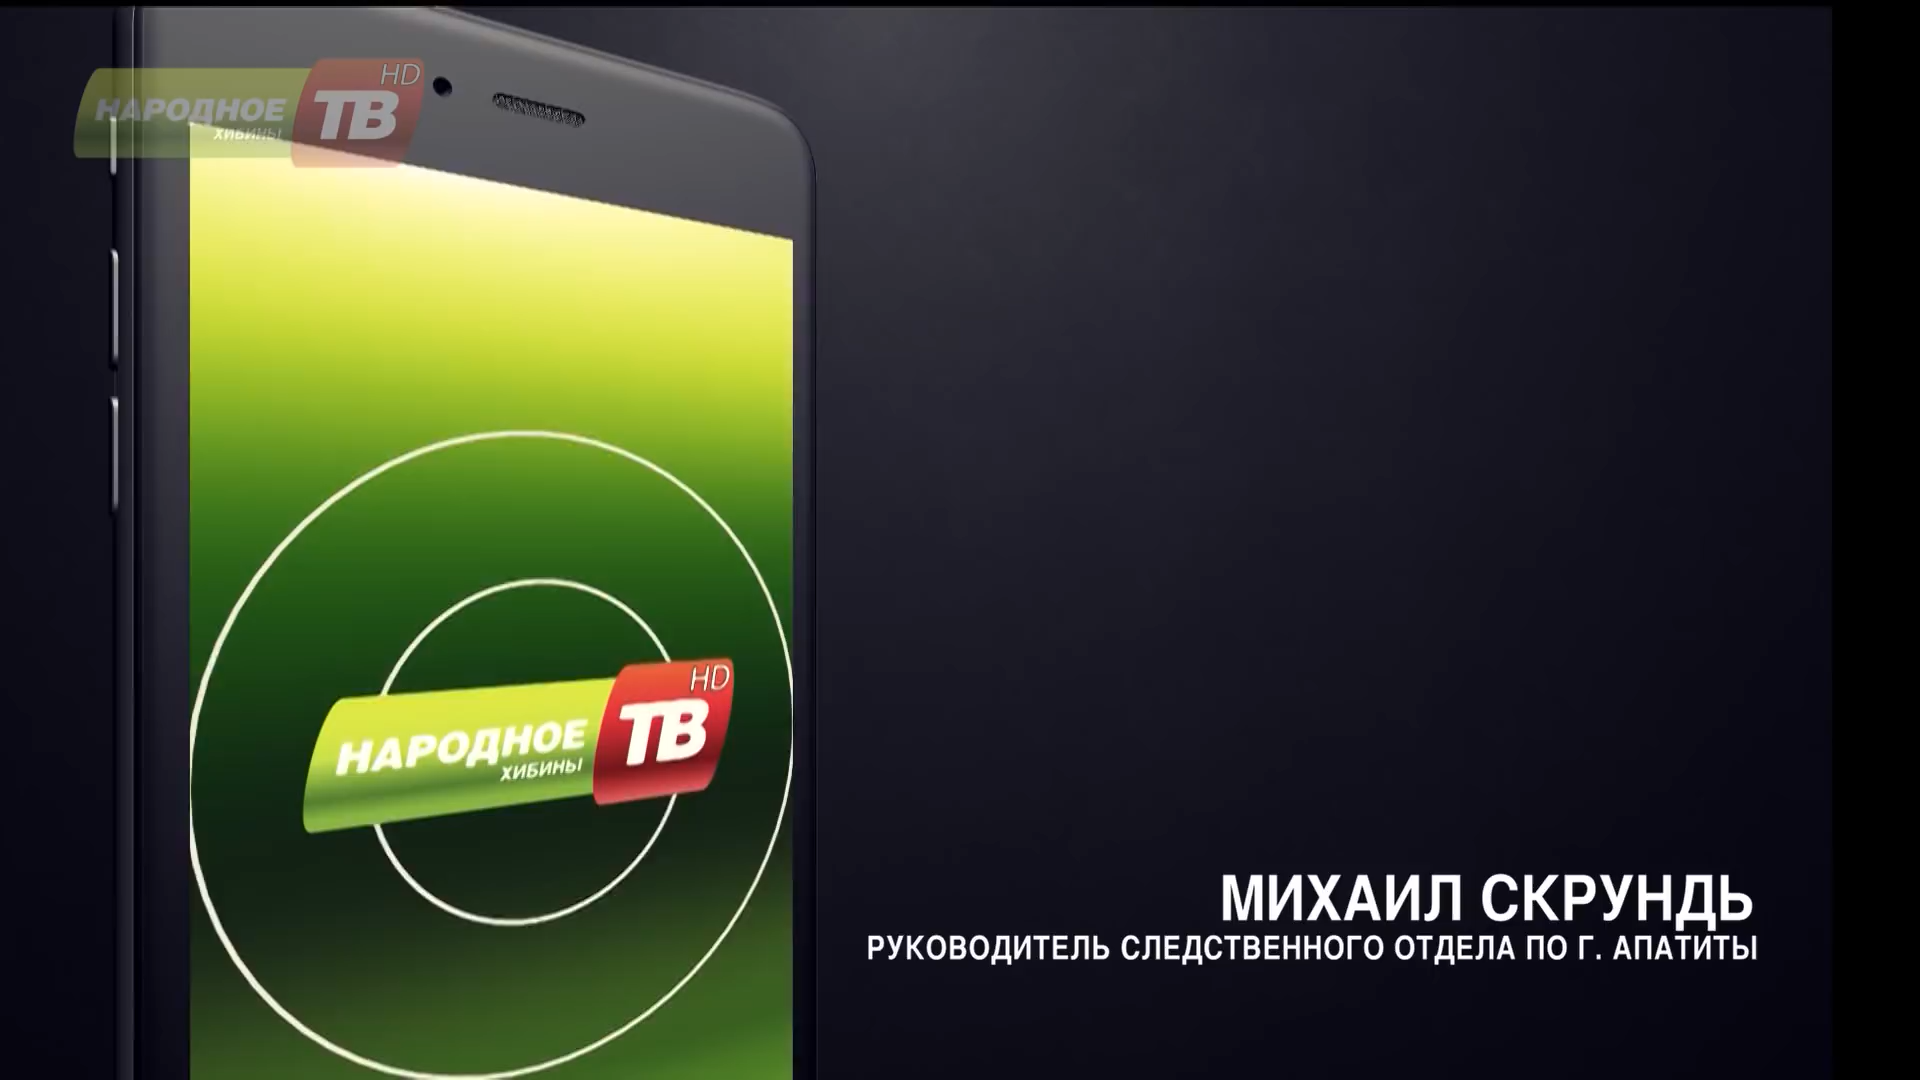 НАРОДНОЕ ТВ HD
ХИБИНЫ
НАРОДНОЕ ТВ HD
ХИБИНЫ
МИХАИЛ СКРУНДЬ
РУКОВОДИТЕЛЬ СЛЕДСТВЕННОГО ОТДЕЛА ПО Г. АПАТИТЫ